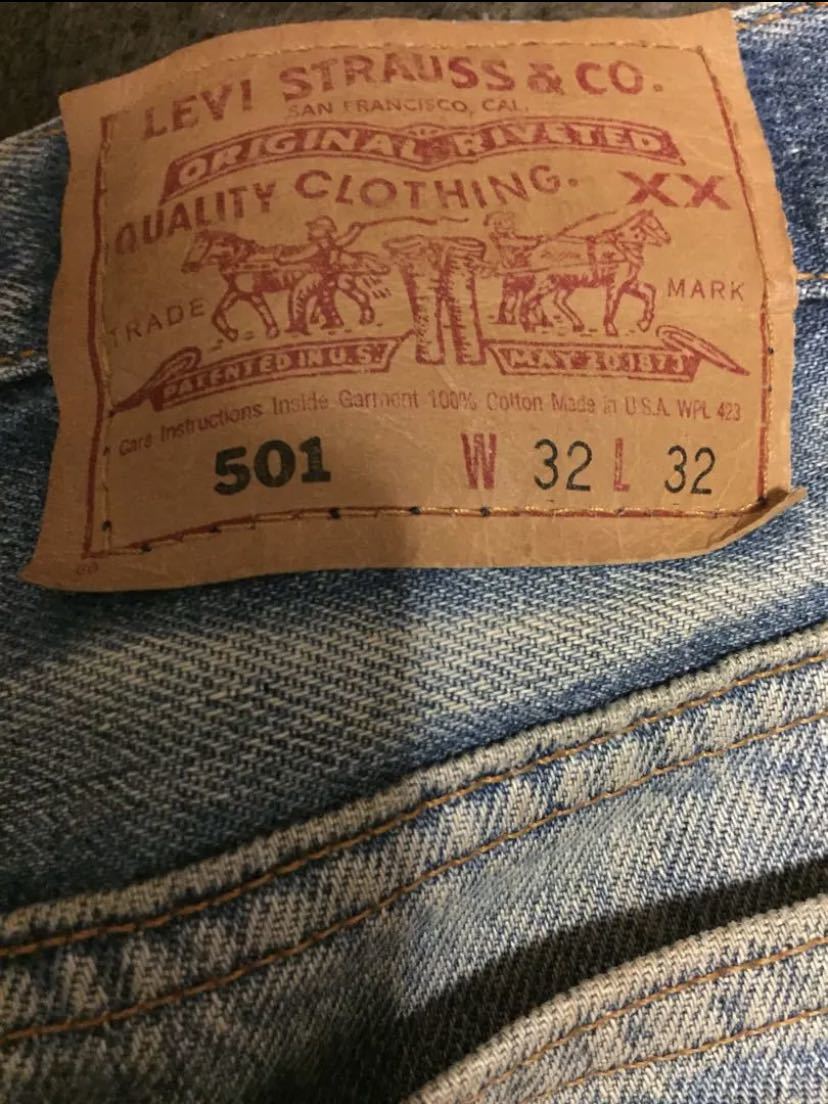 LEVI STRAUSS & CO.
SAN FRANCISCO, CAL.
ORIGINAL RIVETED
QUALITY CLOTHING. XX
TRADE MARK
PATENTED IN U.S. MAY 20 1873
Care Instructions Inside Garment 100% Cotton Made in U.S.A. WPL 423
501 W 32 L 32